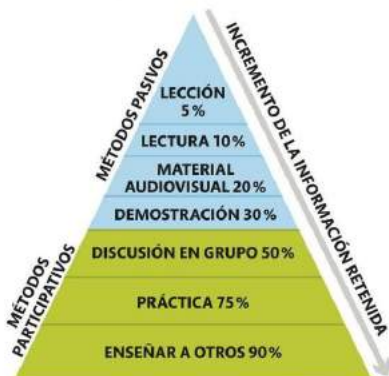 MÉTODOS PASIVOS
MÉTODOS
PARTICIPATIVOS
LECCIÓN
5%
LECTURA 10%
MATERIAL
AUDIOVISUAL 20%
DEMOSTRACIÓN 30%
DISCUSIÓN EN GRUPO 50%
PRÁCTICA 75%
ENSEÑAR A OTROS 90%
INCREMENTO DE LA INFORMACIÓN RETENIDA